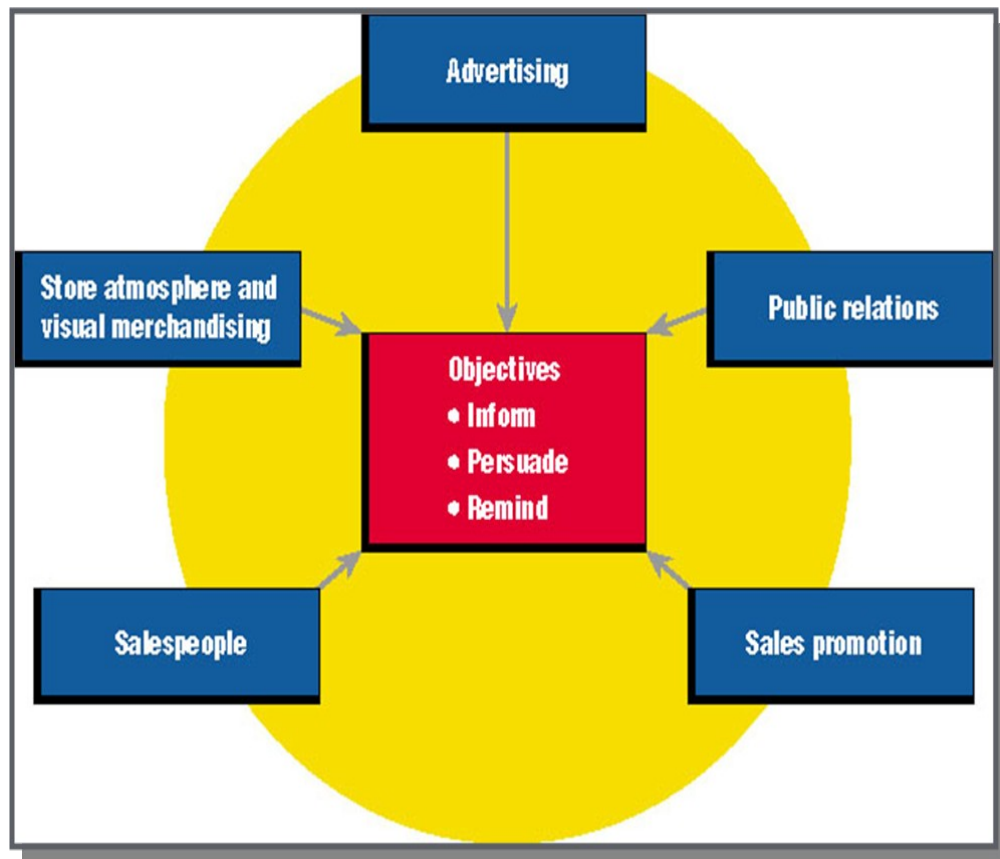 Advertising
Store atmosphere and
visual merchandising
Public relations
Objectives
• Inform
• Persuade
• Remind
Salespeople
Sales promotion